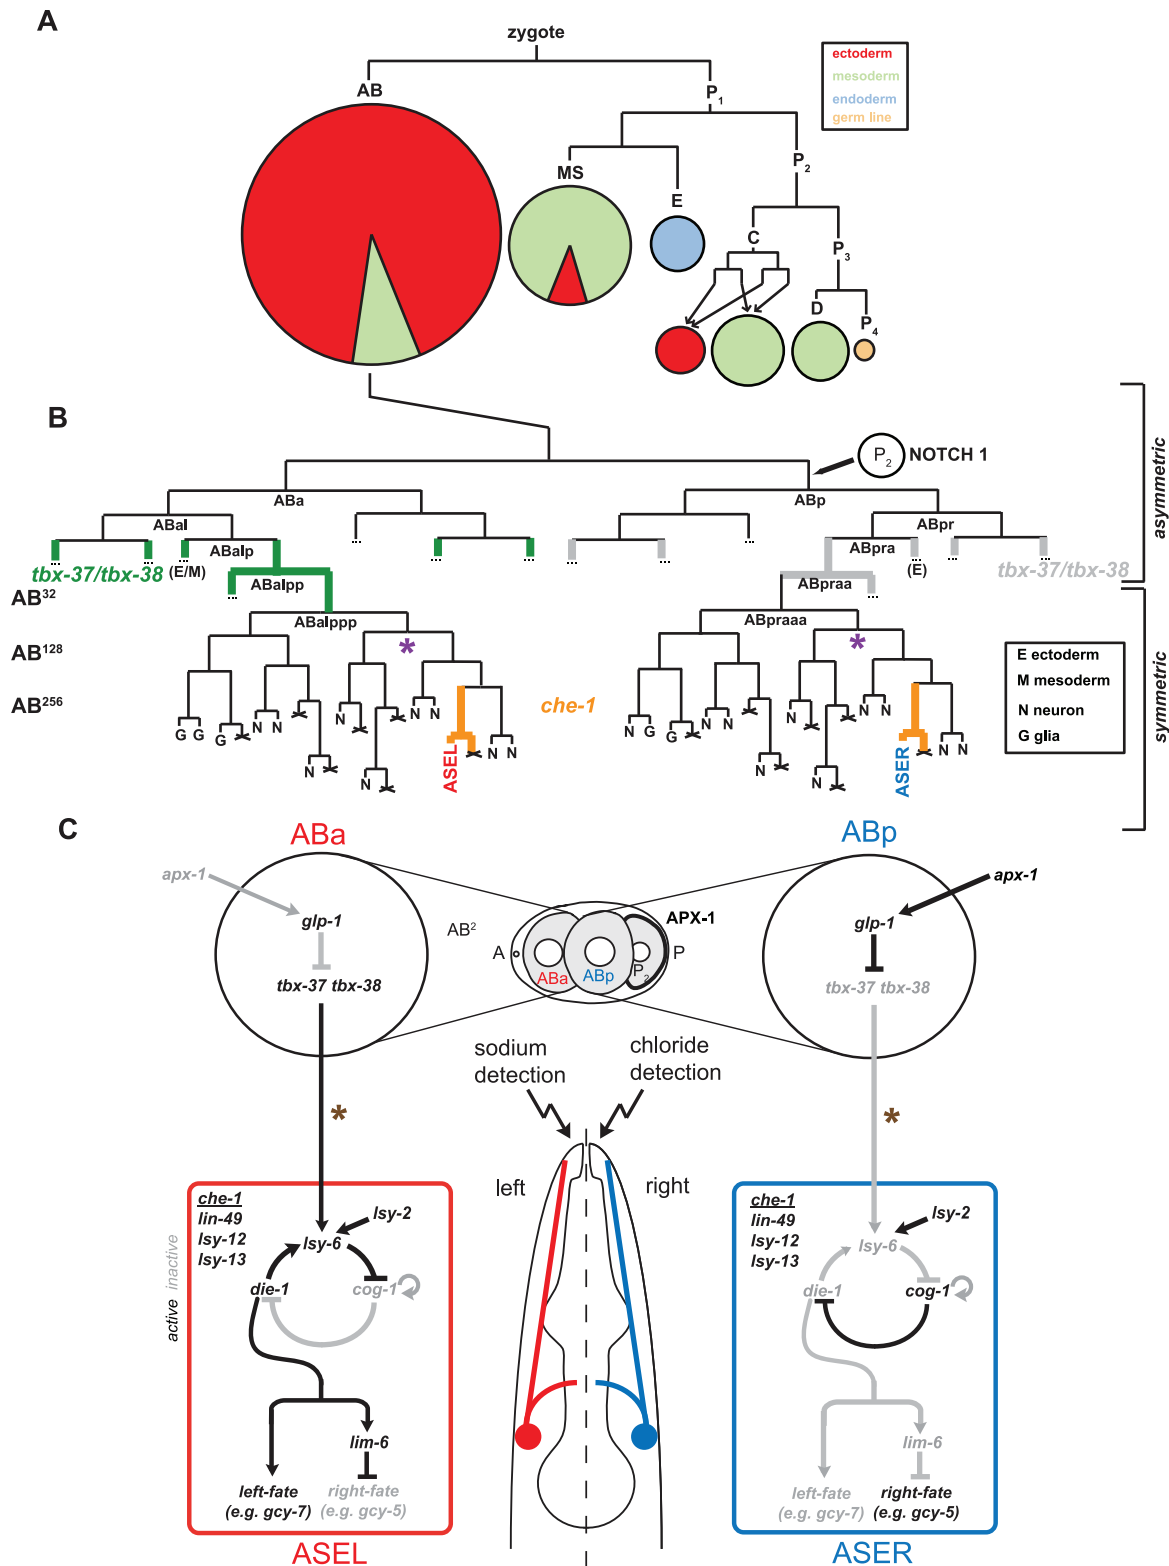 A
zygote
AB
P1
ectoderm
mesoderm
endoderm
germ line
MS
E
P2
C
P3
D
P4
B
P2 NOTCH 1
asymmetric
ABa
ABp
ABal
ABpr
ABalp
ABpra
tbx-37/tbx-38
(E/M)
(E)
tbx-37/tbx-38
ABalpp
ABpraa
AB32
ABalppp
ABpraaa
*
*
AB128
AB256
che-1
E ectoderm
M mesoderm
N neuron
G glia
symmetric
G G G N N N N N N N N
N G G N N N N N N N N
ASEL
ASER
C
ABa
ABp
apx-1
glp-1
tbx-37 tbx-38
AB2
A
ABa
ABp
P2
P
APX-1
apx-1
glp-1
tbx-37 tbx-38
sodium
detection
chloride
detection
*
*
left
right
active inactive
che-1
lin-49
lsy-12
lsy-13
lsy-2
lsy-6
die-1
cog-1
lim-6
left-fate
(e.g. gcy-7)
right-fate
(e.g. gcy-5)
ASEL
che-1
lin-49
lsy-12
lsy-13
lsy-2
lsy-6
die-1
cog-1
lim-6
left-fate
(e.g. gcy-7)
right-fate
(e.g. gcy-5)
ASER